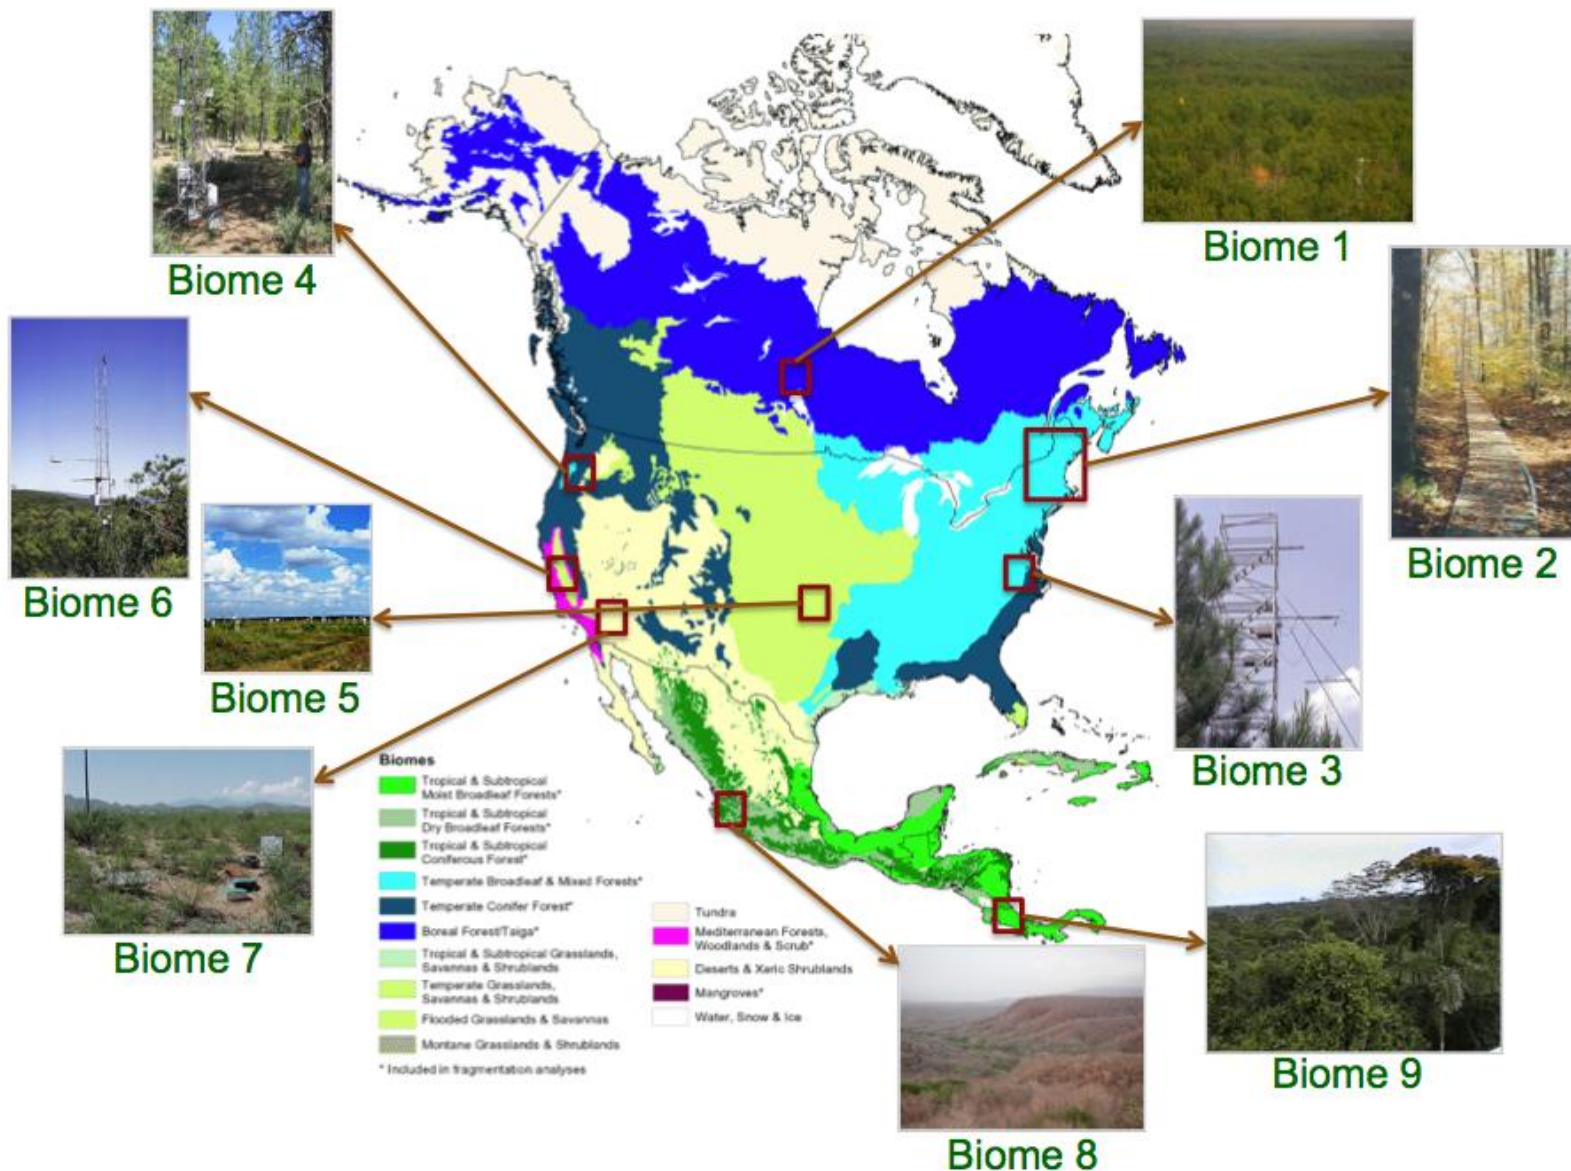 Biome 4
Biome 1
Biome 6
Biome 2
Biome 5
Biome 3
Biome 7
Biomes
Tropical & Subtropical
Moist Broadleaf Forests*
Tropical & Subtropical
Dry Broadleaf Forests*
Tropical & Subtropical
Coniferous Forest*
Temperate Broadleaf & Mixed Forests*
Temperate Conifer Forest*
Boreal Forest/Taiga*
Tropical & Subtropical Grasslands,
Savannas & Shrublands
Temperate Grasslands,
Savannas & Shrublands
Flooded Grasslands & Savannas
Montane Grasslands & Shrublands
* Included in fragmentation analyses
Tundra
Mediterranean Forests,
Woodlands & Scrub*
Deserts & Xeric Shrublands
Mangroves*
Water, Snow & Ice
Biome 9
Biome 8